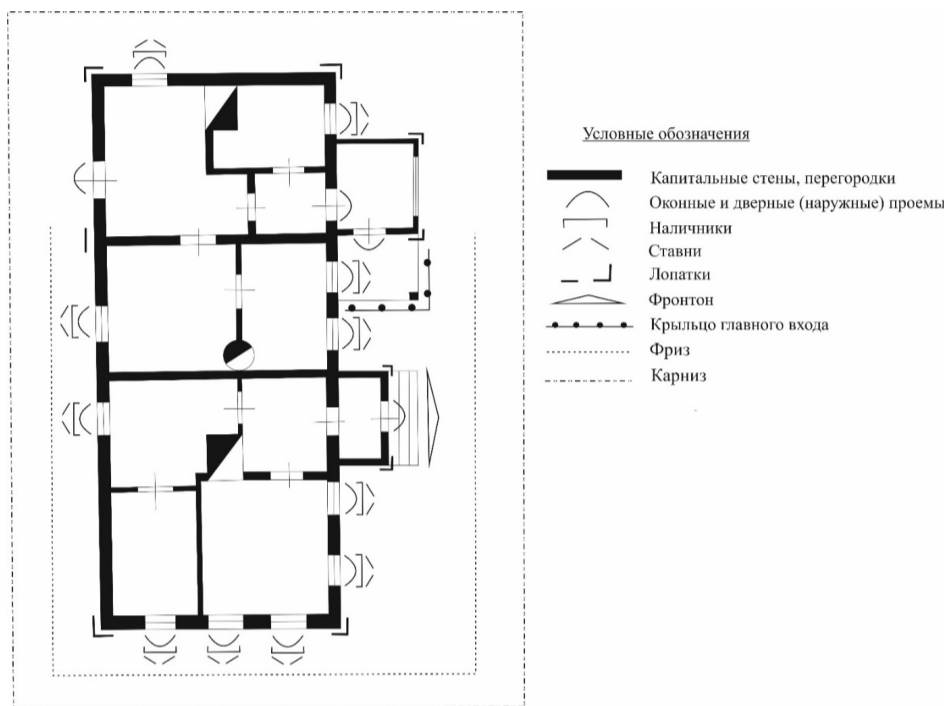 Условные обозначения
Капитальные стены, перегородки
Оконные и дверные (наружные) проемы
Наличники
Ставни
Лопатки
Фронтон
Крыльцо главного входа
Фриз
Карниз